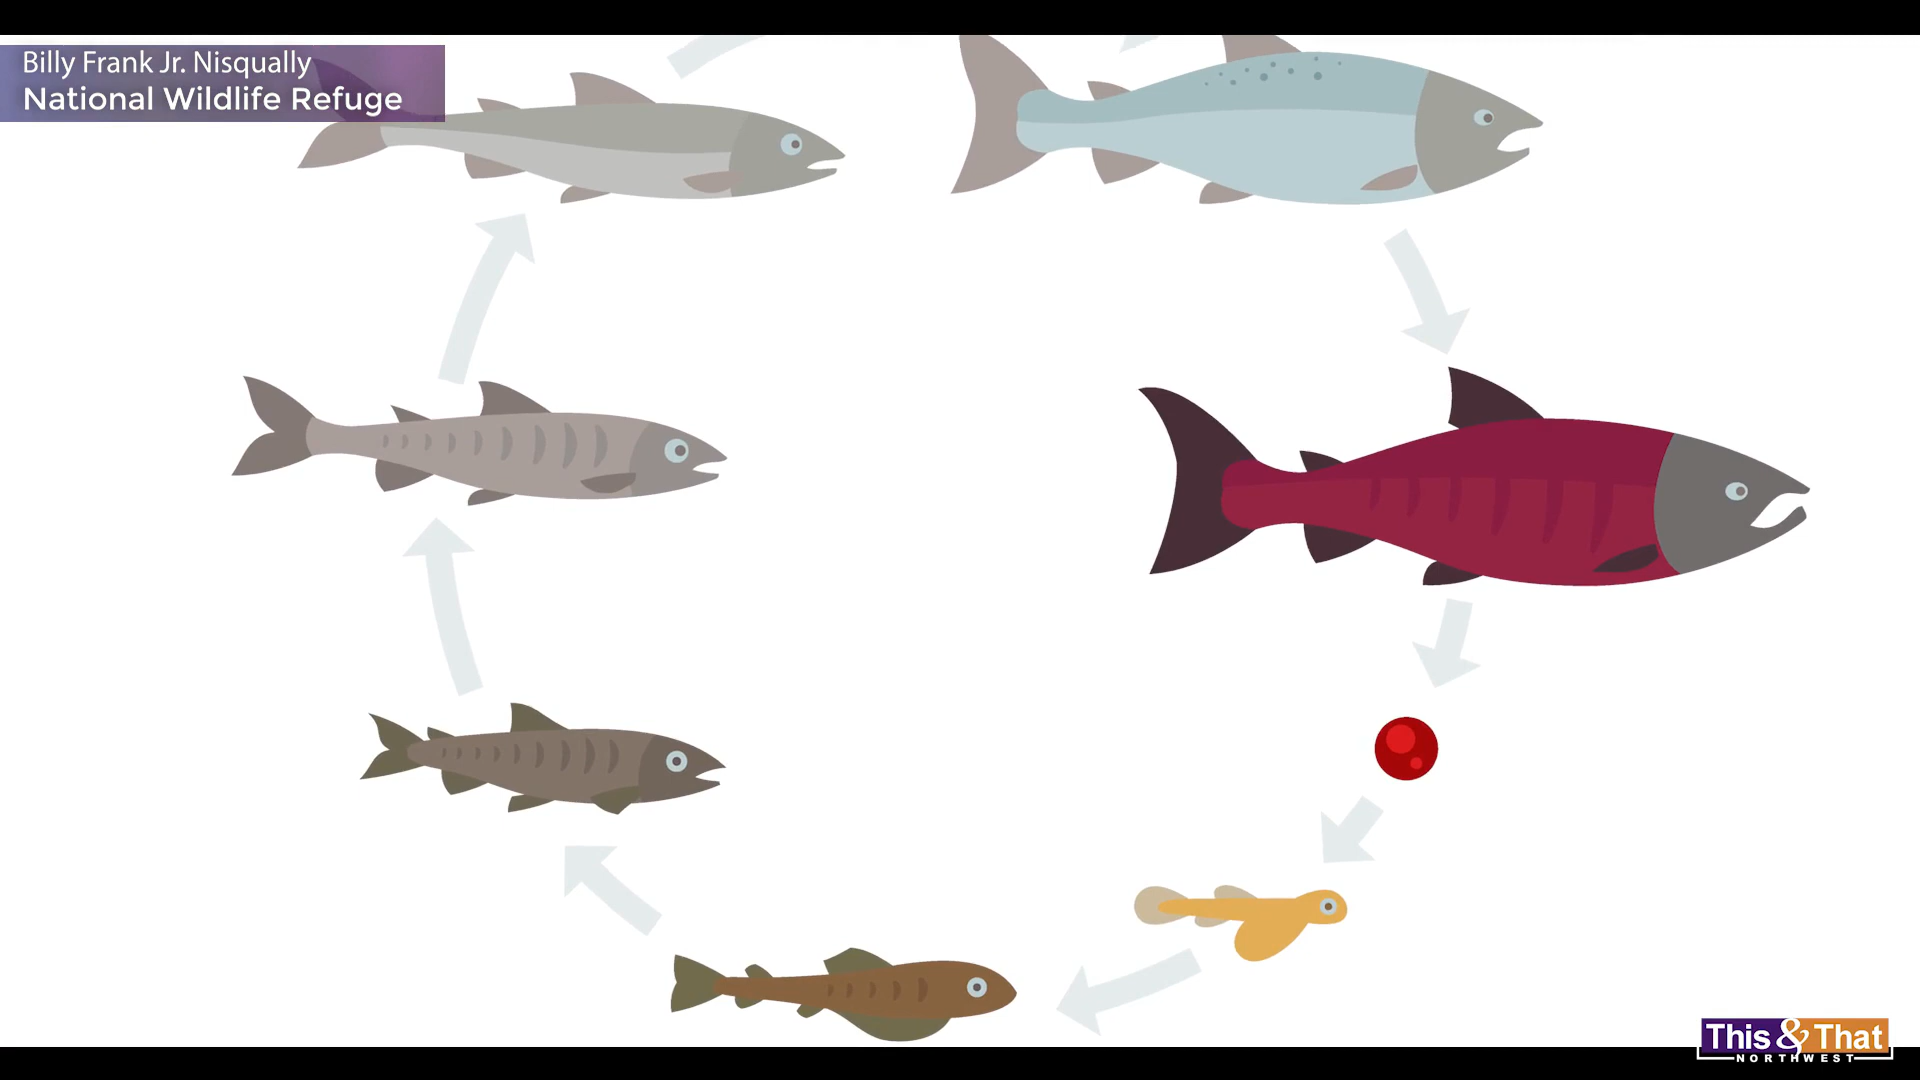 Billy Frank Jr. Nisqually
National Wildlife Refuge
This & That
NORTHWEST